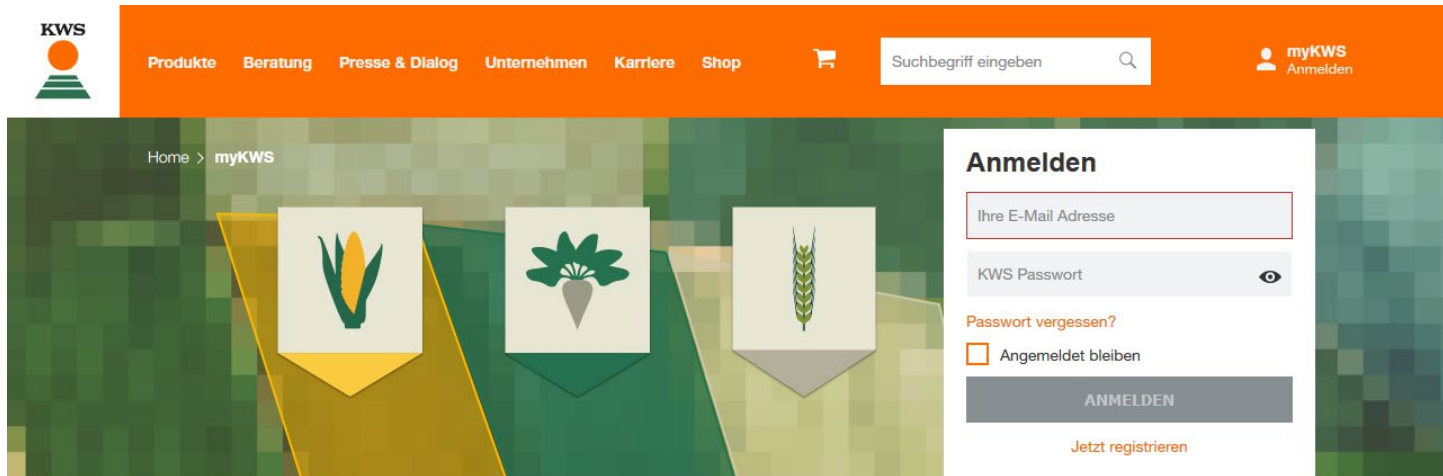 KWS
Produkte Beratung Presse & Dialog Unternehmen Karriere Shop
Suchbegriff eingeben
myKWS
Anmelden
Home > myKWS
Anmelden
Ihre E-Mail Adresse
KWS Passwort
Passwort vergessen?
Angemeldet bleiben
ANMELDEN
Jetzt registrieren